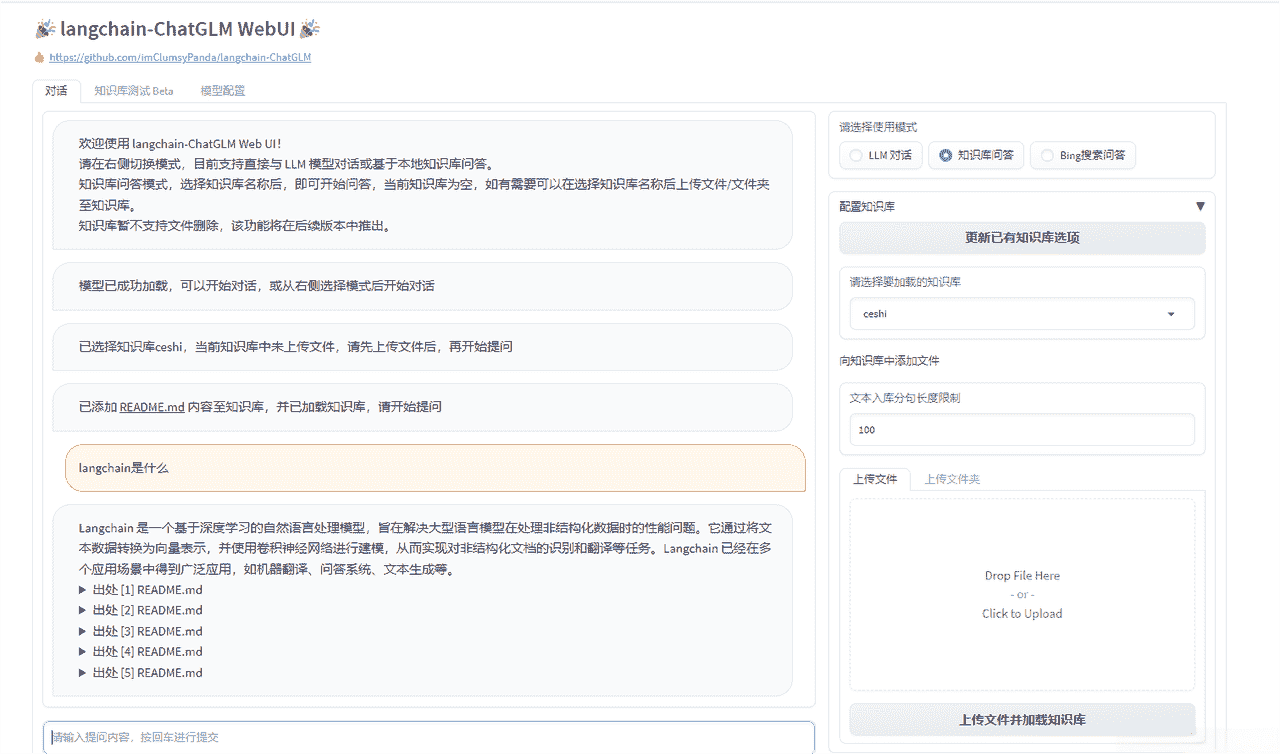 🎉 langchain-ChatGLM WebUI 🎉
👍 https://github.com/imClumsyPanda/langchain-ChatGLM
对话 知识库测试 Beta 模型配置
欢迎使用 langchain-ChatGLM Web UI！
请在右侧切换模式，目前支持直接与 LLM 模型对话或基于本地知识库问答。
知识库问答模式，选择知识库名称后，即可开始问答，当前知识库为空，如有需要可以在选择知识库名称后上传文件/文件夹
至知识库。
知识库暂不支持文件删除，该功能将在后续版本中推出。
模型已成功加载，可以开始对话，或从右侧选择模式后开始对话
已选择知识库ceshi，当前知识库中未上传文件，请先上传文件后，再开始提问
已添加 README.md 内容至知识库，并已加载知识库，请开始提问
langchain是什么
Langchain 是一个基于深度学习的自然语言处理模型，旨在解决大型语言模型在处理非结构化数据时的性能问题。它通过将文
本数据转换为向量表示，并使用卷积神经网络进行建模，从而实现对非结构化文档的识别和翻译等任务。Langchain 已经在多
个应用场景中得到广泛应用，如机器翻译、问答系统、文本生成等。
▶ 出处 [1] README.md
▶ 出处 [2] README.md
▶ 出处 [3] README.md
▶ 出处 [4] README.md
▶ 出处 [5] README.md
请输入提问内容，按回车进行提交
请选择使用模式
LLM 对话 知识库问答 Bing搜索问答
配置知识库 ▼
更新已有知识库选项
请选择要加载的知识库
ceshi
向知识库中添加文件
文本入库分句长度限制
100
上传文件 上传文件夹
Drop File Here
- or -
Click to Upload
上传文件并加载知识库